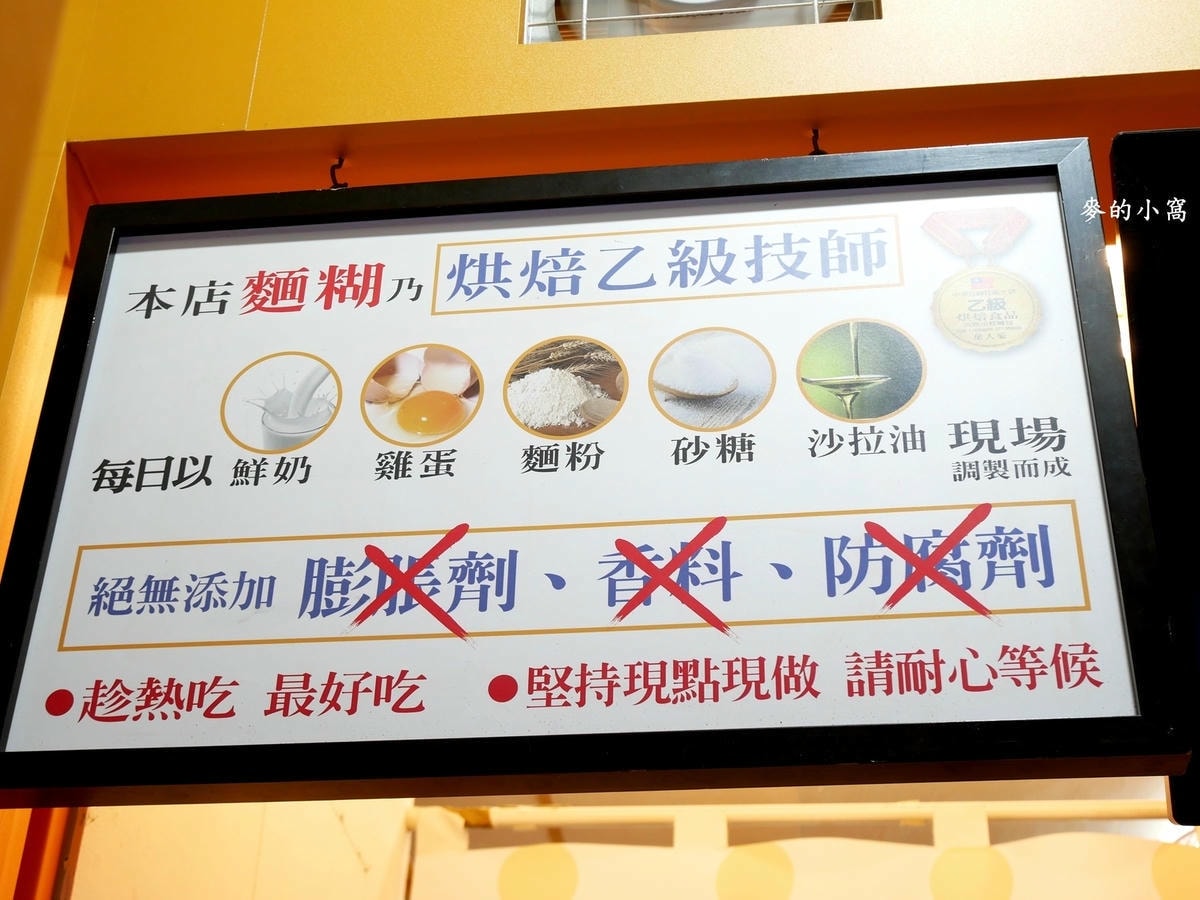 麥的小窩
本店麵糊乃 烘焙乙級技師
乙級
烘焙食品
每日以 鮮奶 雞蛋 麵粉 砂糖 沙拉油 現場
調製而成
絕無添加 膨脹劑、香料、防腐劑
●趁熱吃 最好吃 ●堅持現點現做 請耐心等候